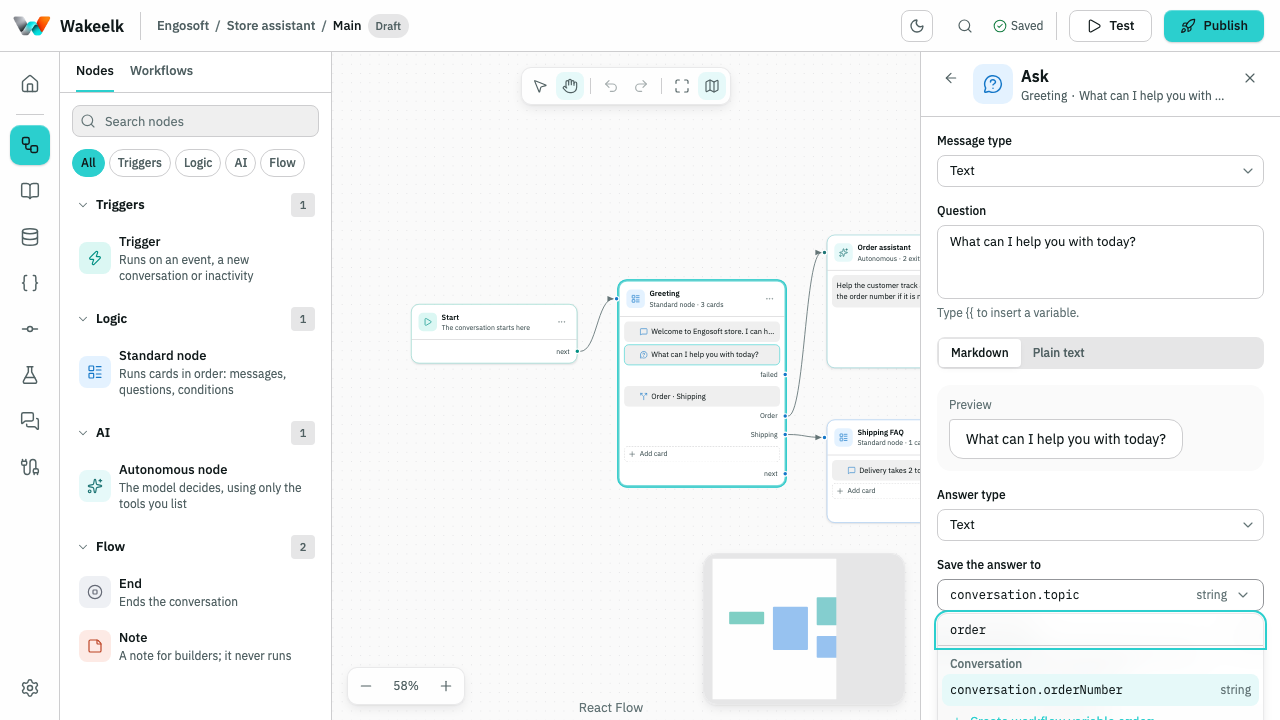 Wakeelk
Engosoft / Store assistant / Main
Draft
Saved
Test
Publish
Nodes
Workflows
Search nodes
All
Triggers
Logic
AI
Flow
Triggers
1
Trigger
Runs on an event, a new
conversation or inactivity
Logic
1
Standard node
Runs cards in order: messages,
questions, conditions
AI
1
Autonomous node
The model decides, using only the
tools you list
Flow
2
End
Ends the conversation
Note
A note for builders; it never runs
Start
The conversation starts here
next
Greeting
Standard node · 3 cards
Welcome to Engosoft store. I can h...
What can I help you with today?
failed
Order · Shipping
Order
Shipping
Add card
next
Order assistant
Autonomous · 2 exit
Help the customer track
the order number if it is
Shipping FAQ
Standard node · 1 ca
Delivery takes 2 to
Add card
58%
React Flow
Ask
Greeting · What can I help you with ...
Message type
Text
Question
What can I help you with today?
Type {{ to insert a variable.
Markdown
Plain text
Preview
What can I help you with today?
Answer type
Text
Save the answer to
conversation.topic
string
order
Conversation
conversation.orderNumber
string
Create workflow variable order